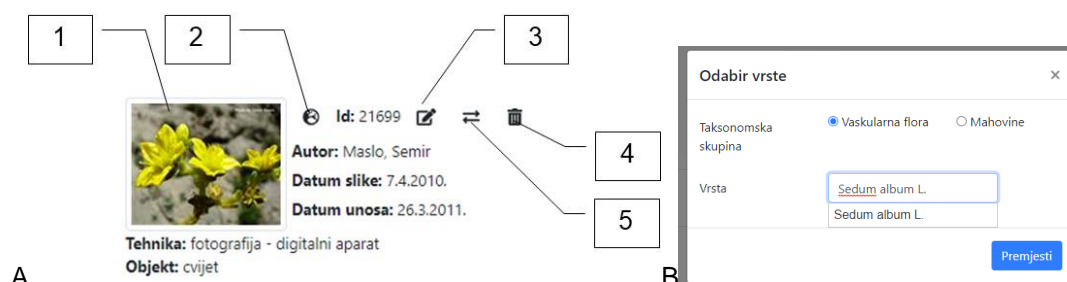 1
2
3
Id: 21699
Autor: Maslo, Semir
Datum slike: 7.4.2010.
Datum unosa: 26.3.2011.
Tehnika: fotografija - digitalni aparat
Objekt: cvijet
4
5
A
Odabir vrste ×
Taksonomska skupina
Vaskularna flora
Mahovine
Vrsta
Sedum album L.
Sedum album L.
Premjesti
B